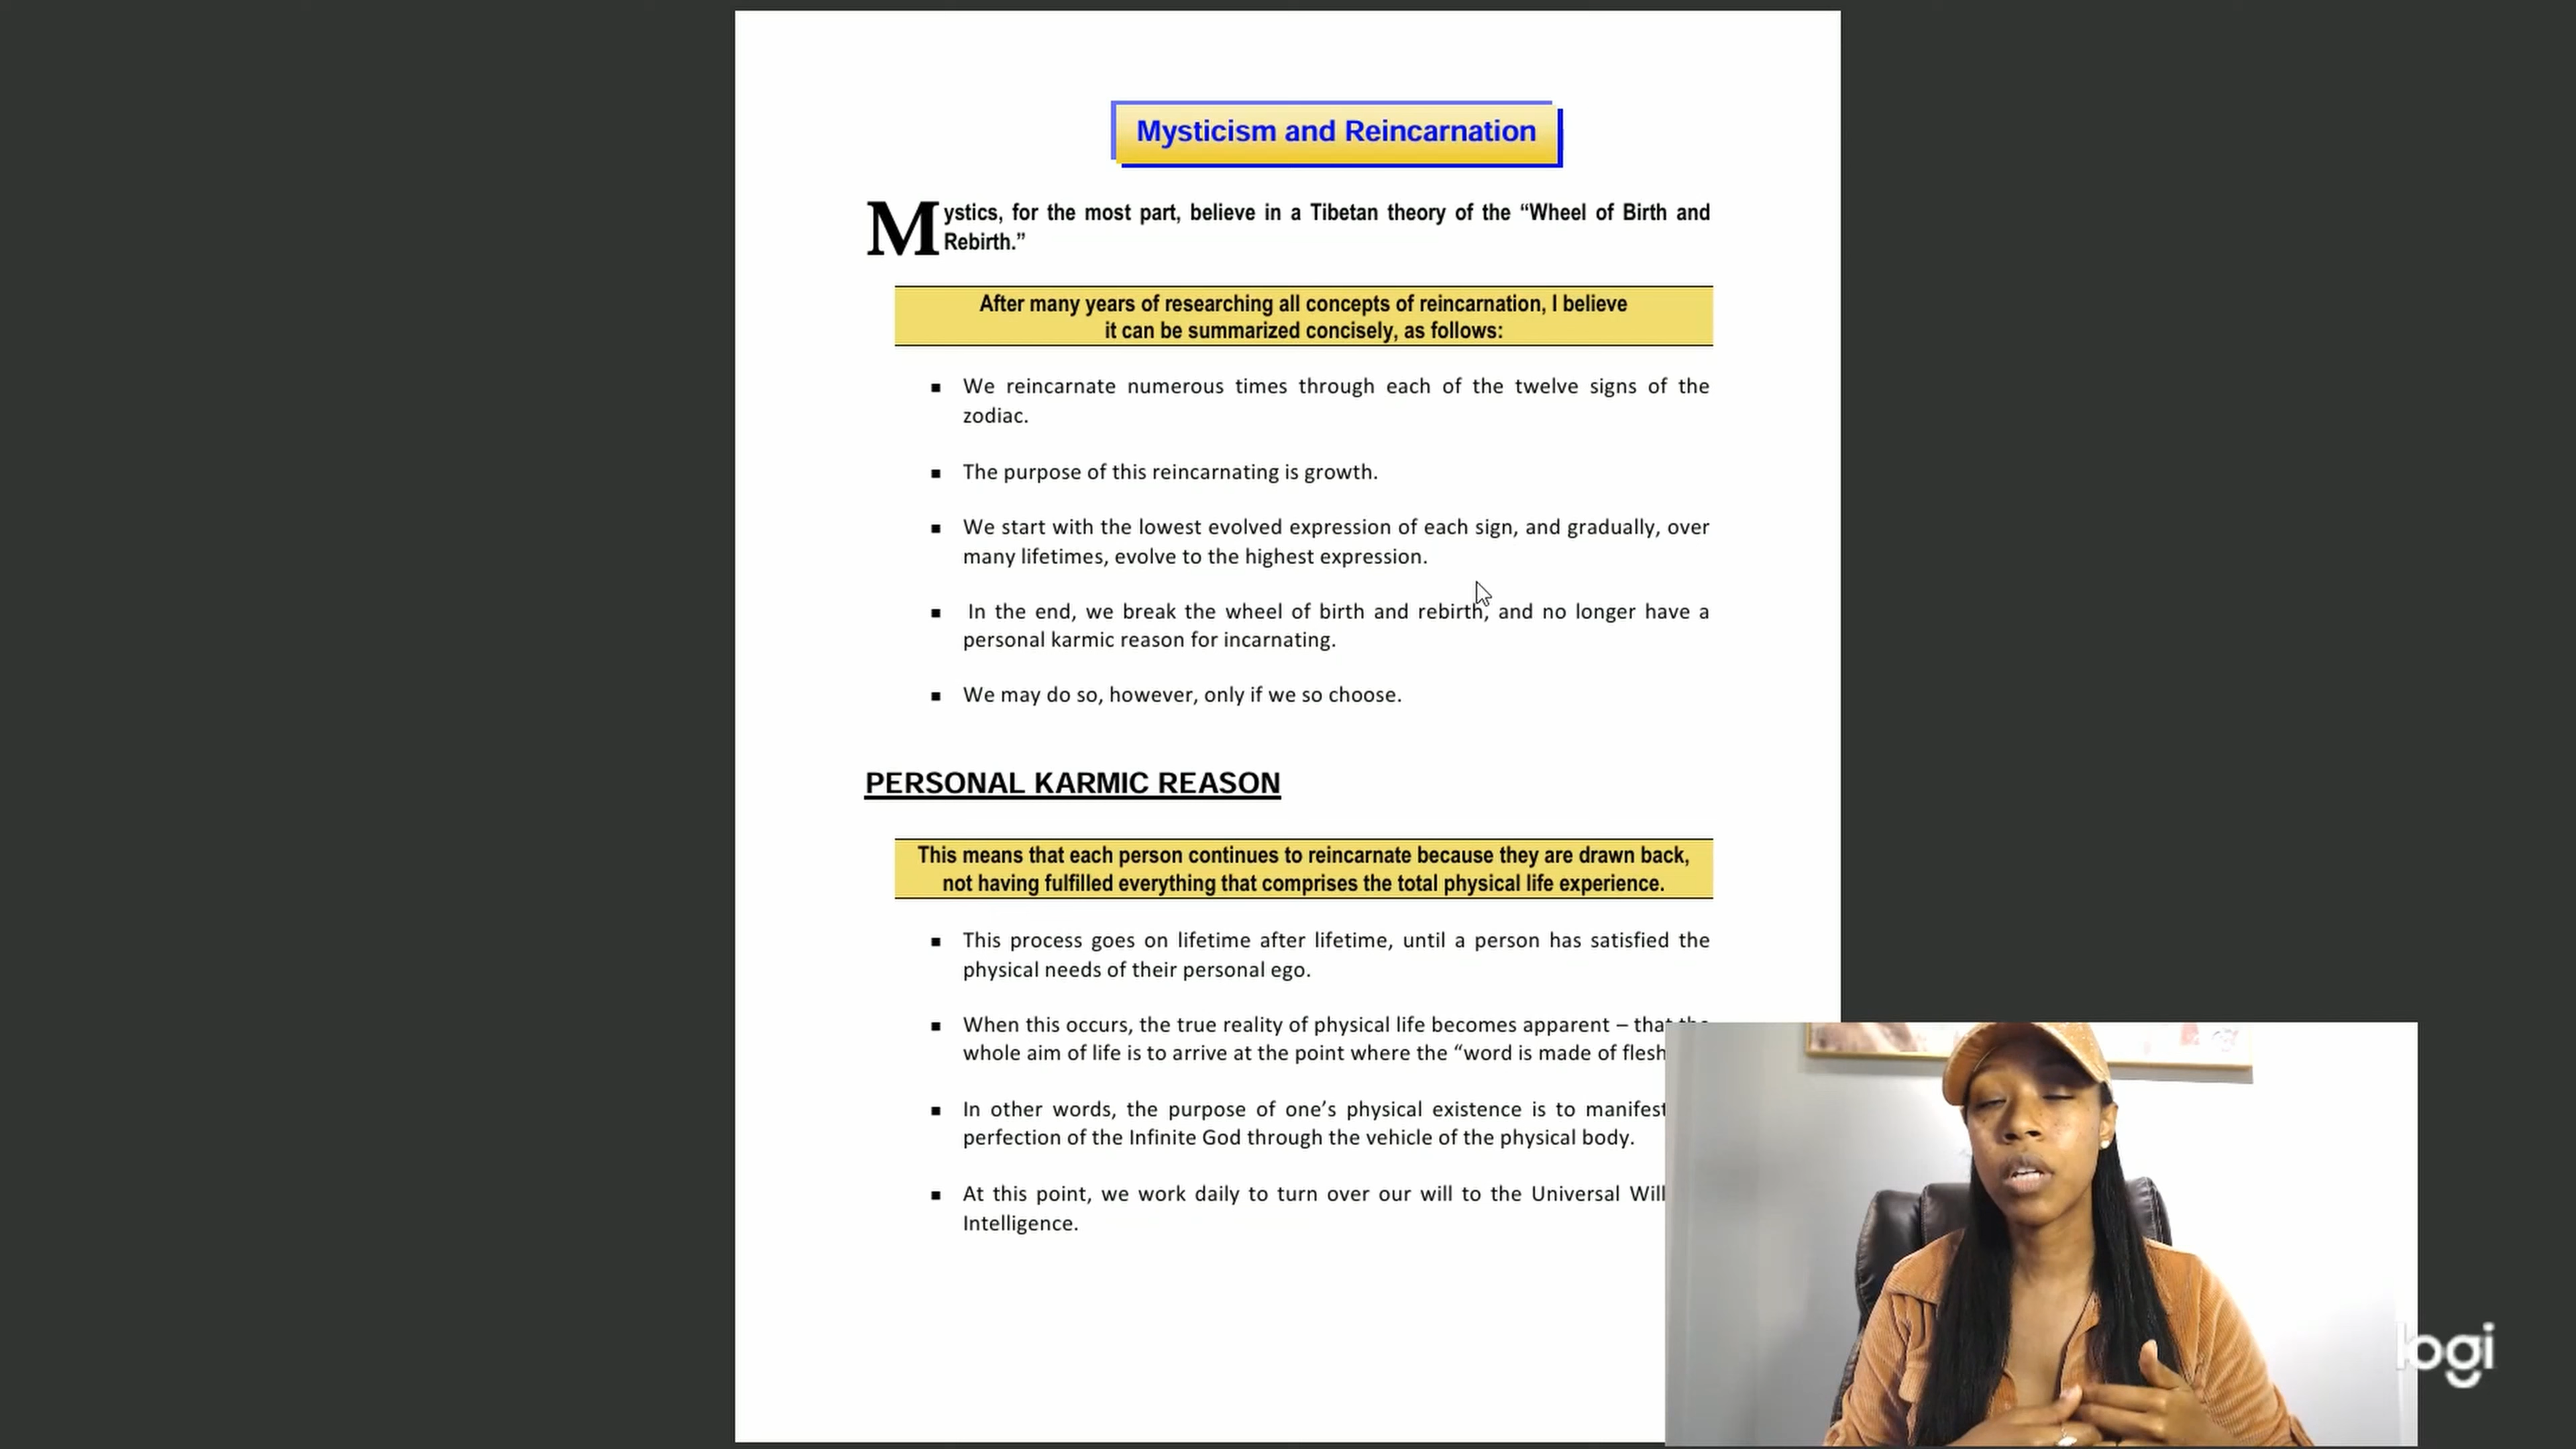 Mysticism and Reincarnation
Mystics, for the most part, believe in a Tibetan theory of the “Wheel of Birth and
Rebirth.”
After many years of researching all concepts of reincarnation, I believe
it can be summarized concisely, as follows:
▪ We reincarnate numerous times through each of the twelve signs of the
zodiac.
▪ The purpose of this reincarnating is growth.
▪ We start with the lowest evolved expression of each sign, and gradually, over
many lifetimes, evolve to the highest expression.
▪ In the end, we break the wheel of birth and rebirth, and no longer have a
personal karmic reason for incarnating.
▪ We may do so, however, only if we so choose.
PERSONAL KARMIC REASON
This means that each person continues to reincarnate because they are drawn back,
not having fulfilled everything that comprises the total physical life experience.
▪ This process goes on lifetime after lifetime, until a person has satisfied the
physical needs of their personal ego.
▪ When this occurs, the true reality of physical life becomes apparent – that the
whole aim of life is to arrive at the point where the “word is made of flesh
▪ In other words, the purpose of one’s physical existence is to manifest
perfection of the Infinite God through the vehicle of the physical body.
▪ At this point, we work daily to turn over our will to the Universal Will
Intelligence.
logi